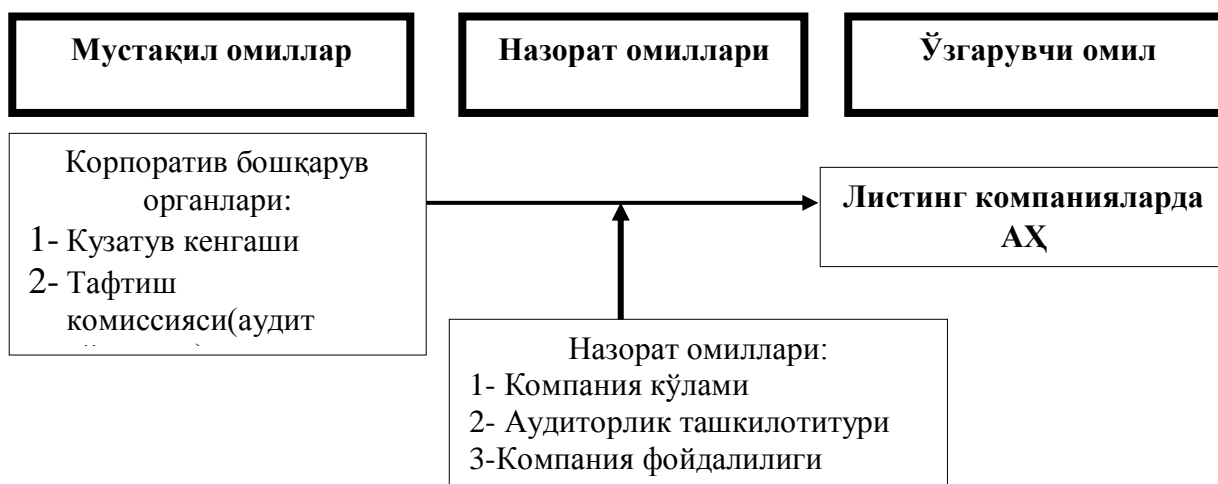 Мустақил омиллар
Назорат омиллари
Ўзгарувчи омил
Корпоратив бошқарув
органлари:
1- Кузатув кенгаши
2- Тафтиш
комиссияси(аудит
Листинг компанияларда
АҲ
Назорат омиллари:
1- Компания кўлами
2- Аудиторлик ташкилотитури
3-Компания фойдалилиги